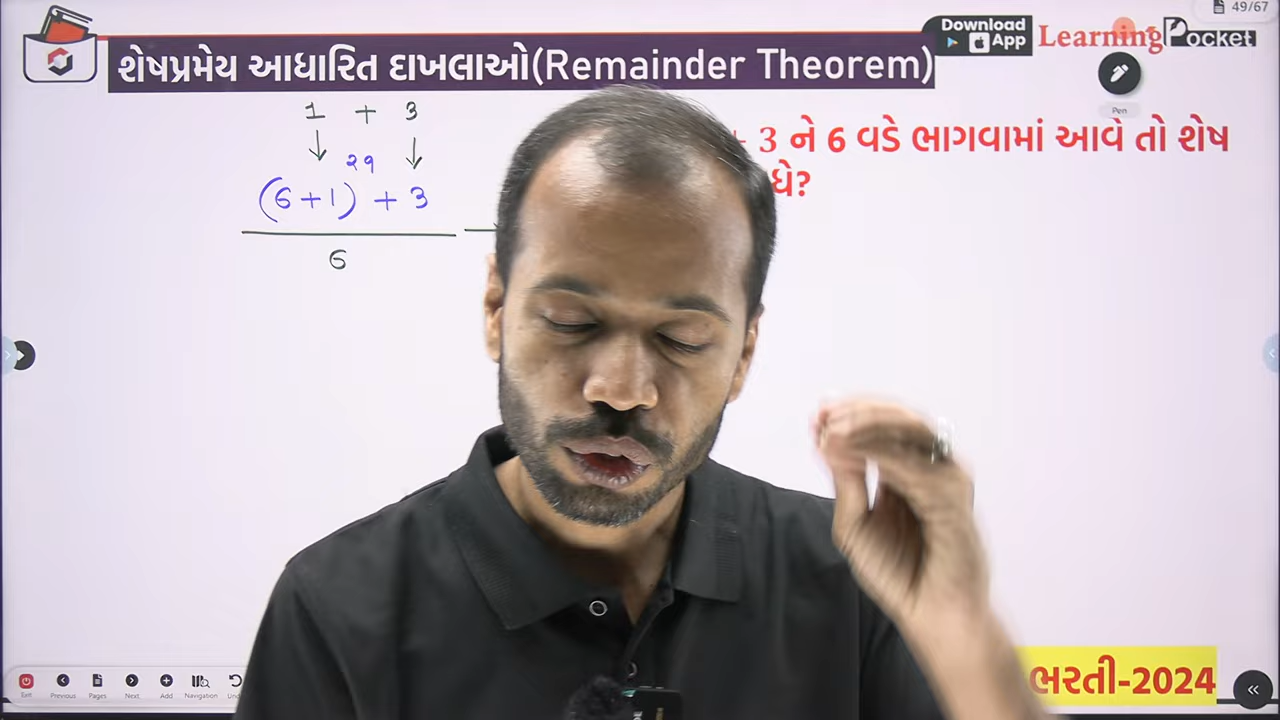 49/67
Download App
Learning Pocket
શેષપ્રમેય આધારિત દાખલાઓ(Remainder Theorem)
Pen
1 + 3
+ 3 ને 6 વડે ભાગવામાં આવે તો શેષ
29
(6+1) + 3
6
ભરતી-2024
Exit Previous Pages Next Add Navigation